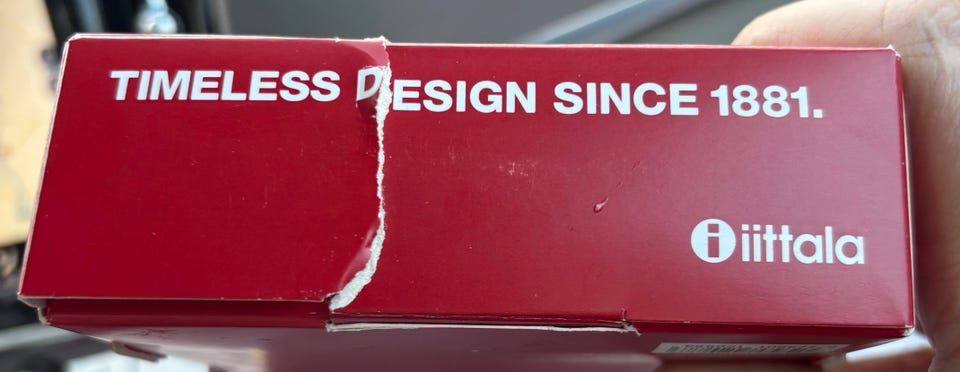 TIMELESS DESIGN SINCE 1881.
iittala